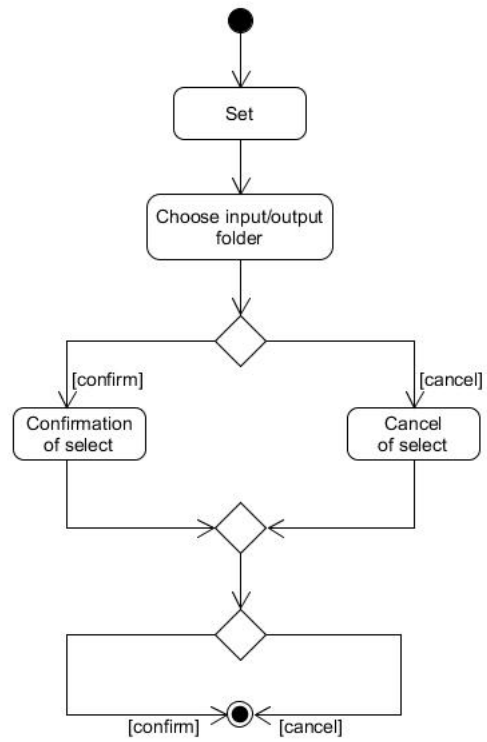 Set
Choose input/output
folder
[confirm]
[cancel]
Confirmation
of select
Cancel
of select
[confirm]
[cancel]